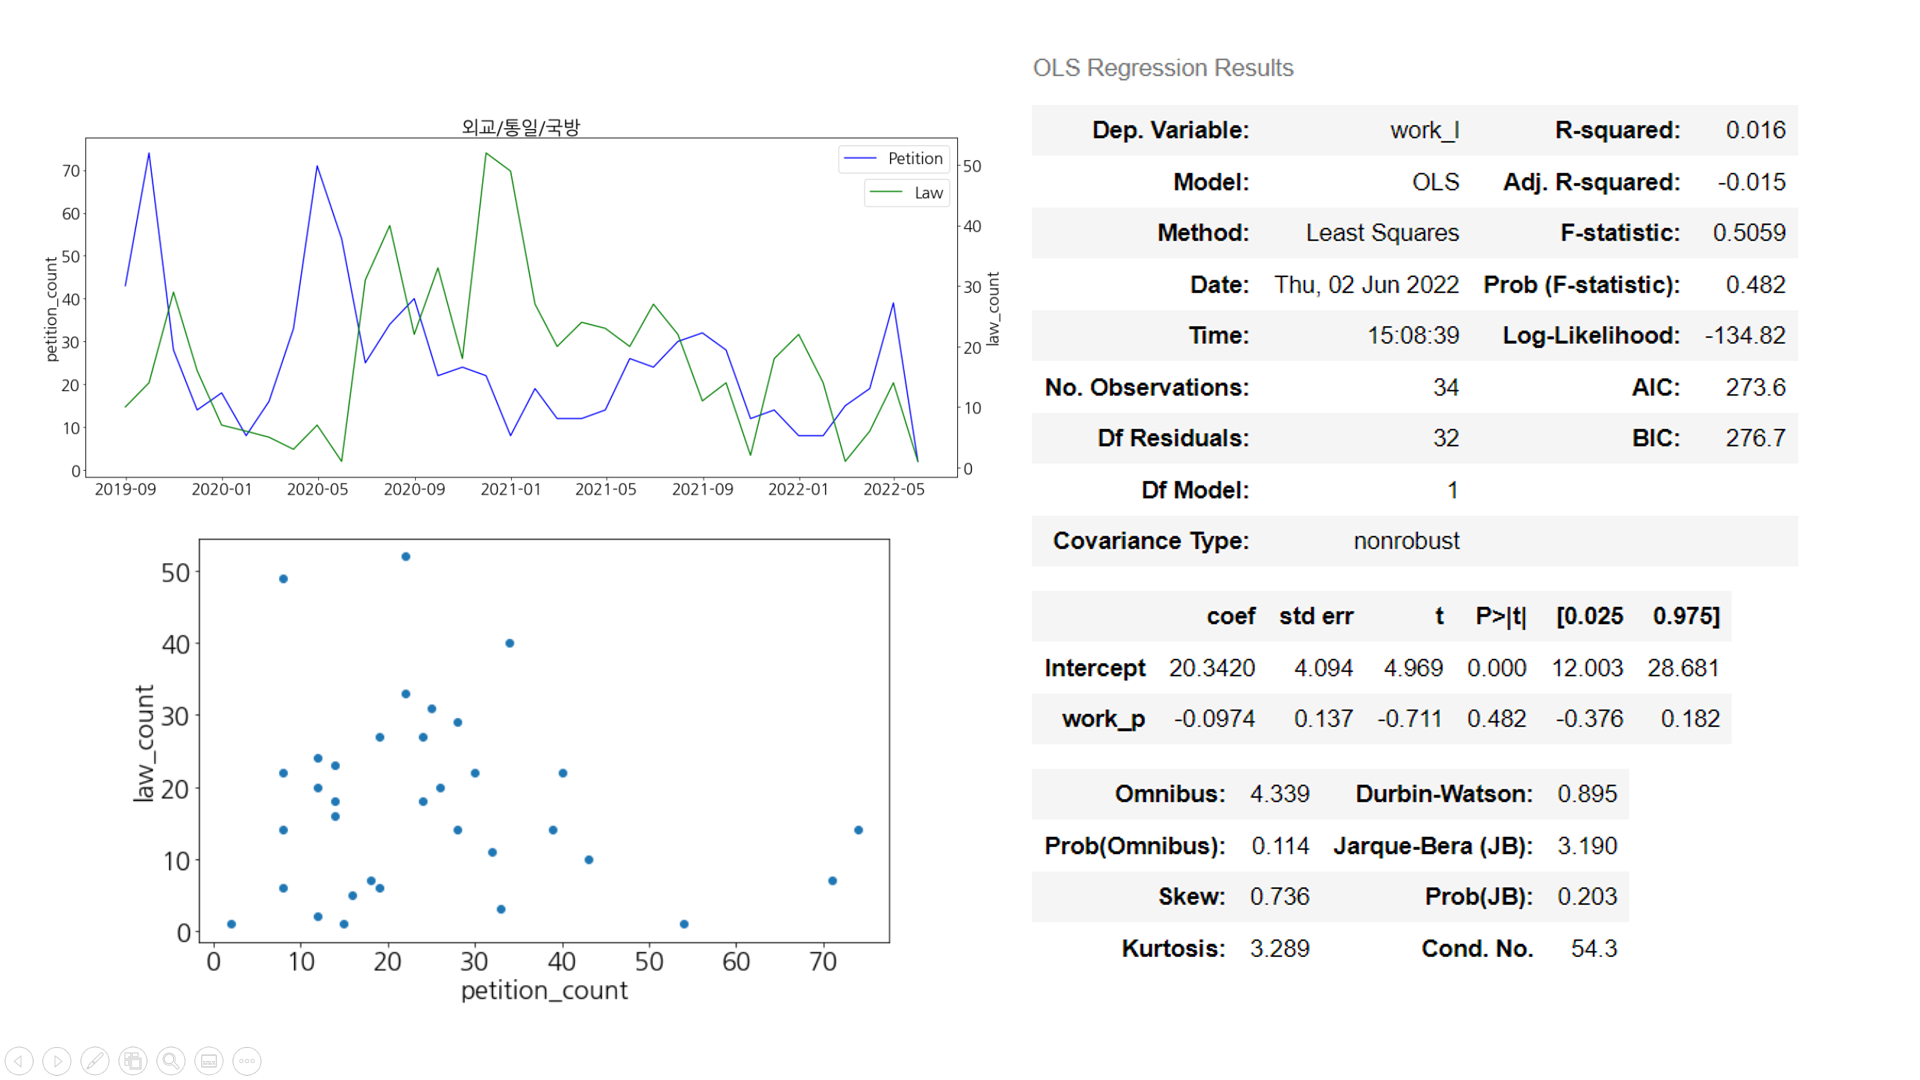 외교/통일/국방
Petition
Law
70
60
50
40
30
20
10
0
petition_count
50
40
30
20
10
0
law_count
2019-09 2020-01 2020-05 2020-09 2021-01 2021-05 2021-09 2022-01 2022-05
50
40
30
20
10
0
law_count
0 10 20 30 40 50 60 70
petition_count
OLS Regression Results
Dep. Variable: work_l R-squared: 0.016
Model: OLS Adj. R-squared: -0.015
Method: Least Squares F-statistic: 0.5059
Date: Thu, 02 Jun 2022 Prob (F-statistic): 0.482
Time: 15:08:39 Log-Likelihood: -134.82
No. Observations: 34 AIC: 273.6
Df Residuals: 32 BIC: 276.7
Df Model: 1
Covariance Type: nonrobust
coef std err t P>|t| [0.025 0.975]
Intercept 20.3420 4.094 4.969 0.000 12.003 28.681
work_p -0.0974 0.137 -0.711 0.482 -0.376 0.182
Omnibus: 4.339 Durbin-Watson: 0.895
Prob(Omnibus): 0.114 Jarque-Bera (JB): 3.190
Skew: 0.736 Prob(JB): 0.203
Kurtosis: 3.289 Cond. No. 54.3